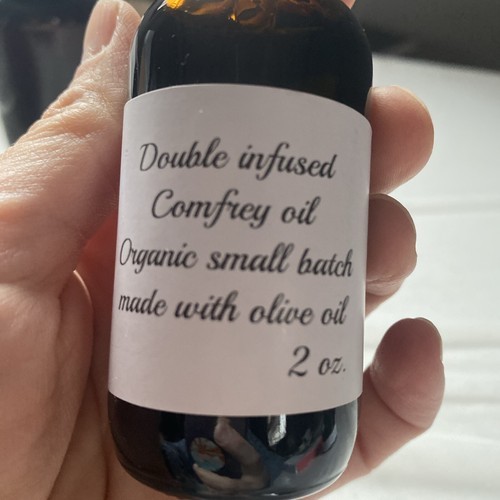 Double infused
Comfrey oil
Organic small batch
made with olive oil
2 oz.